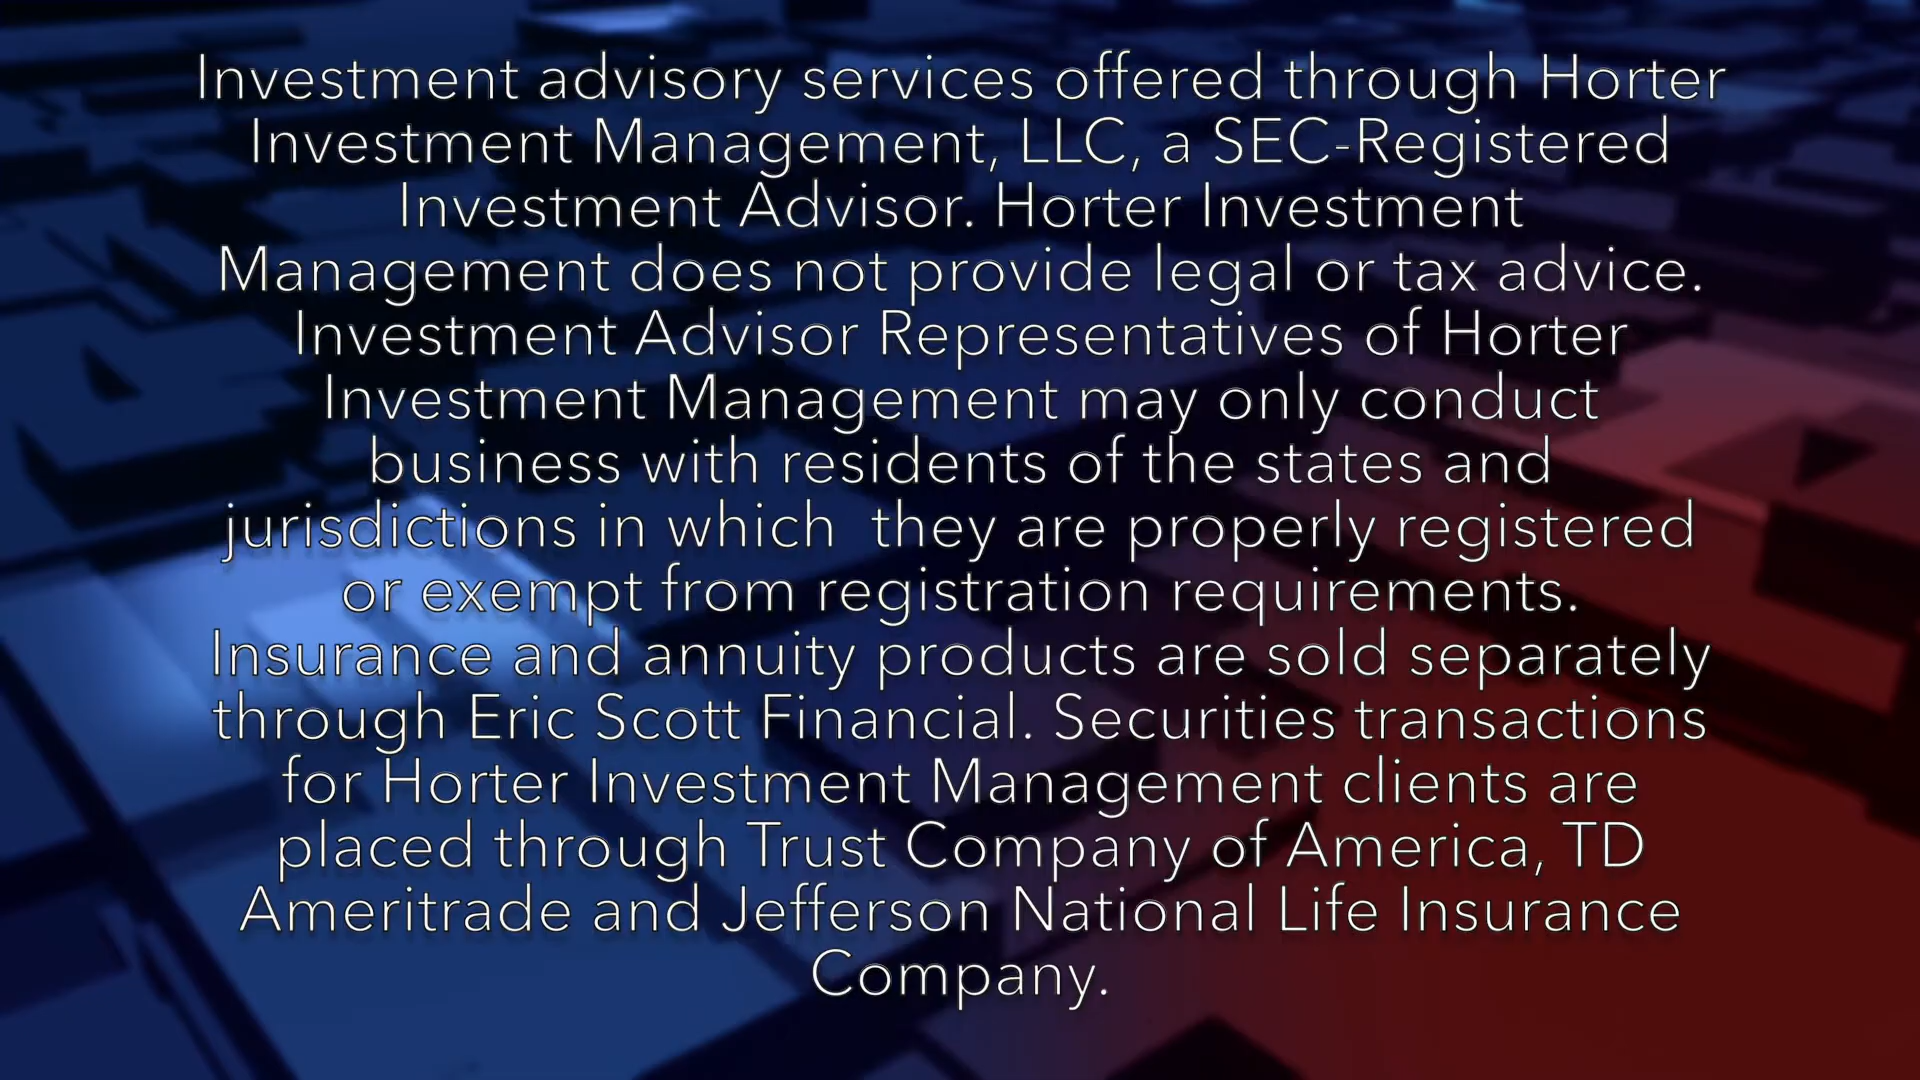 Investment advisory services offered through Horter
Investment Management, LLC, a SEC-Registered
Investment Advisor. Horter Investment
Management does not provide legal or tax advice.
Investment Advisor Representatives of Horter
Investment Management may only conduct
business with residents of the states and
jurisdictions in which  they are properly registered
or exempt from registration requirements.
Insurance and annuity products are sold separately
through Eric Scott Financial. Securities transactions
for Horter Investment Management clients are
placed through Trust Company of America, TD
Ameritrade and Jefferson National Life Insurance
Company.